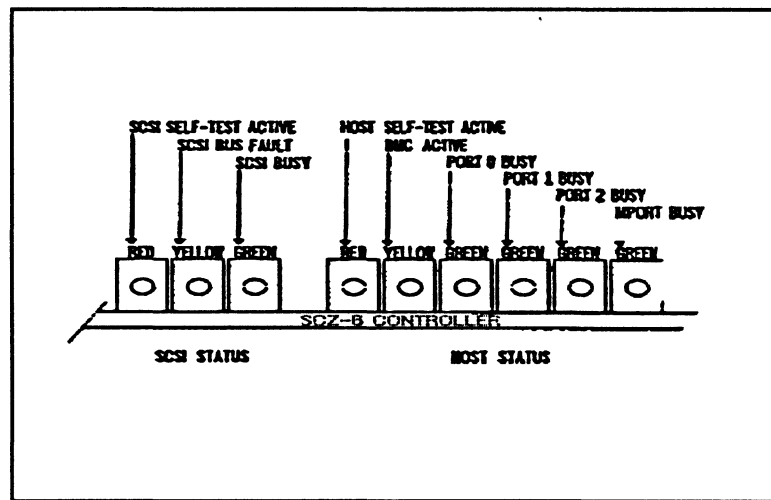 SCSI SELF-TEST ACTIVE
SCSI BUS FAULT
SCSI BUSY
HOST SELF-TEST ACTIVE
DMC ACTIVE
PORT 0 BUSY
PORT 1 BUSY
PORT 2 BUSY
MPORT BUSY
RED YELLOW GREEN RED YELLOW GREEN GREEN GREEN GREEN
SCZ-6 CONTROLLER
SCSI STATUS HOST STATUS